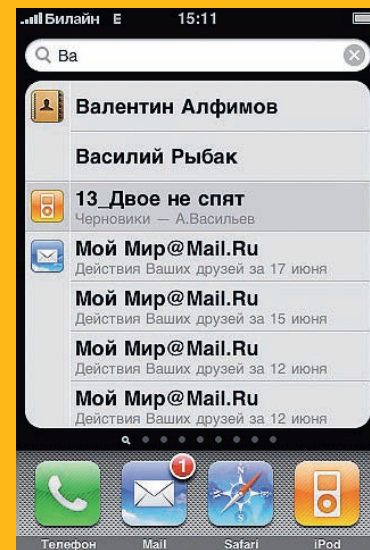 Билайн E 15:11
Ва
Валентин Алфимов
Василий Рыбак
13_Двое не спят
Черновики — А.Васильев
Мой Мир@Mail.Ru
Действия Ваших друзей за 17 июня
Мой Мир@Mail.Ru
Действия Ваших друзей за 15 июня
Мой Мир@Mail.Ru
Действия Ваших друзей за 12 июня
Мой Мир@Mail.Ru
Действия Ваших друзей за 12 июня
1
Телефон Mail Safari iPod